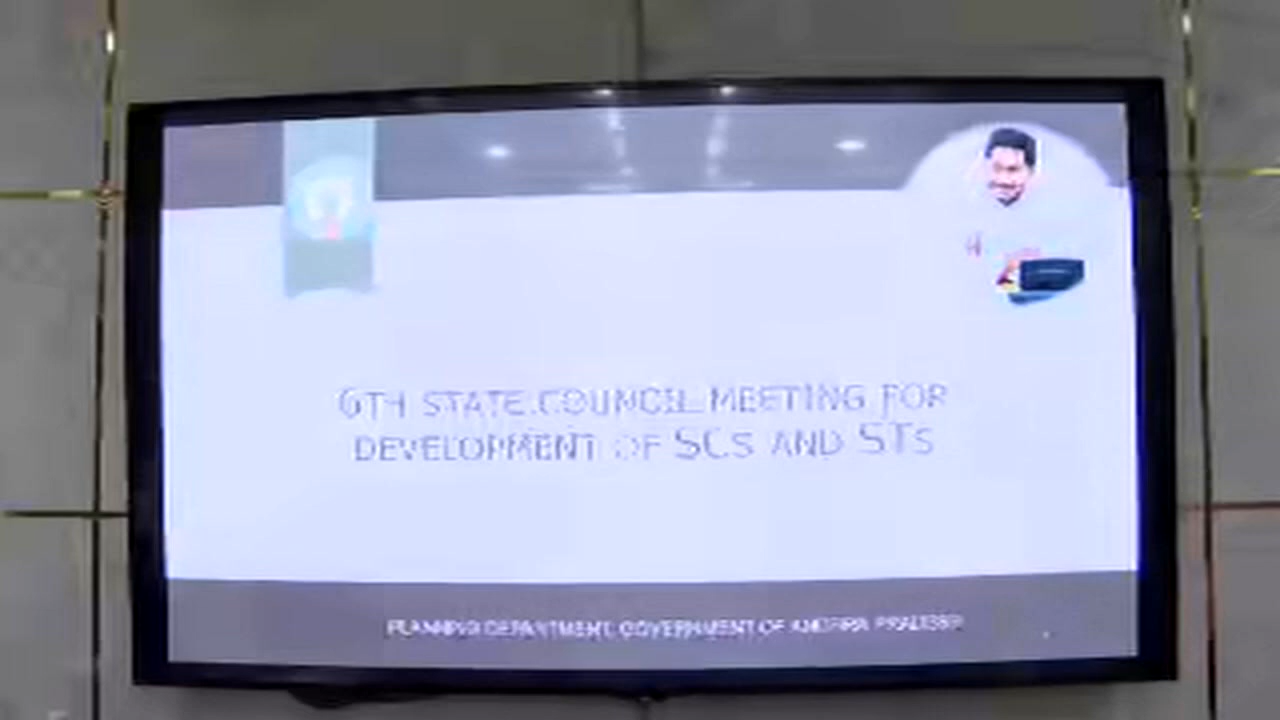 6TH STATE COUNCIL MEETING FOR
DEVELOPMENT OF SCS AND STS
PLANNING DEPARTMENT, GOVERNMENT OF ANDHRA PRADESH